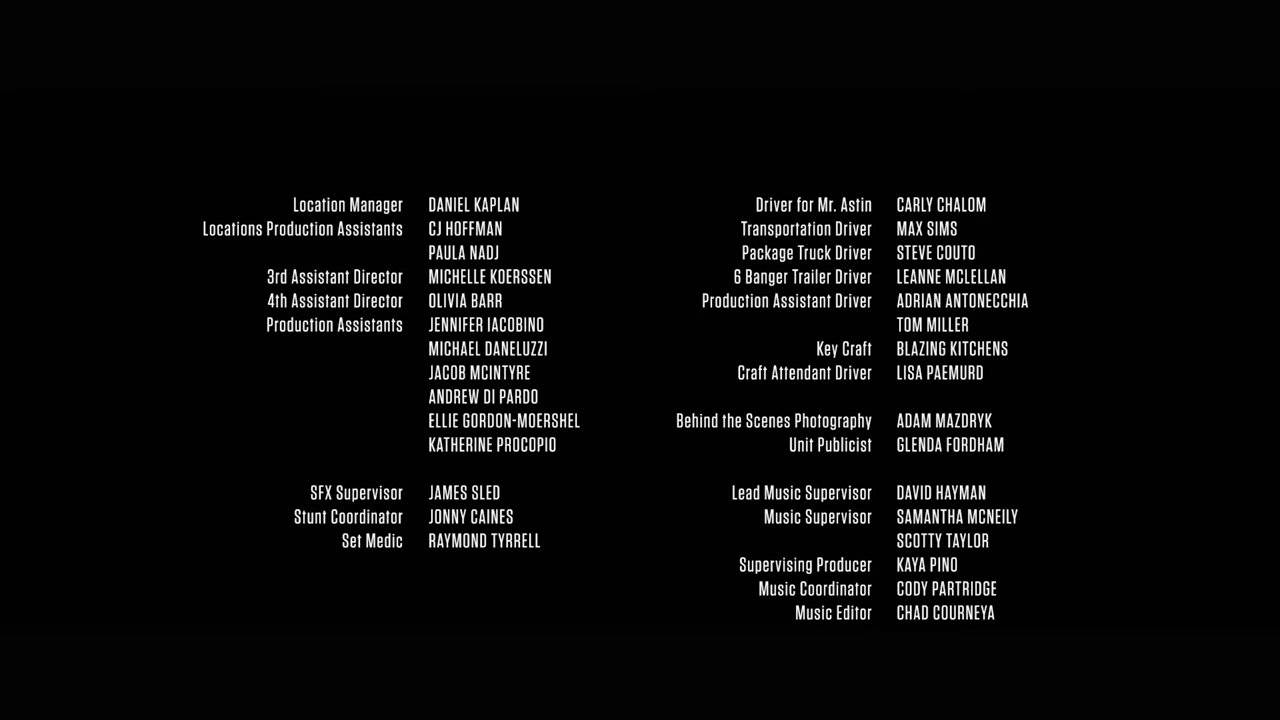 Location Manager DANIEL KAPLAN
Locations Production Assistants CJ HOFFMAN
PAULA NADJ
3rd Assistant Director MICHELLE KOERSSEN
4th Assistant Director OLIVIA BARR
Production Assistants JENNIFER IACOBINO
MICHAEL DANELUZZI
JACOB MCINTYRE
ANDREW DI PARDO
ELLIE GORDON-MOERSHEL
KATHERINE PROCOPIO
SFX Supervisor JAMES SLED
Stunt Coordinator JONNY CAINES
Set Medic RAYMOND TYRRELL
Driver for Mr. Astin CARLY CHALOM
Transportation Driver MAX SIMS
Package Truck Driver STEVE COUTO
6 Banger Trailer Driver LEANNE MCLELLAN
Production Assistant Driver ADRIAN ANTONECCHIA
TOM MILLER
Key Craft BLAZING KITCHENS
Craft Attendant Driver LISA PAEMURD
Behind the Scenes Photography ADAM MAZDRYK
Unit Publicist GLENDA FORDHAM
Lead Music Supervisor DAVID HAYMAN
Music Supervisor SAMANTHA MCNEILY
SCOTTY TAYLOR
Supervising Producer KAYA PINO
Music Coordinator CODY PARTRIDGE
Music Editor CHAD COURNEYA